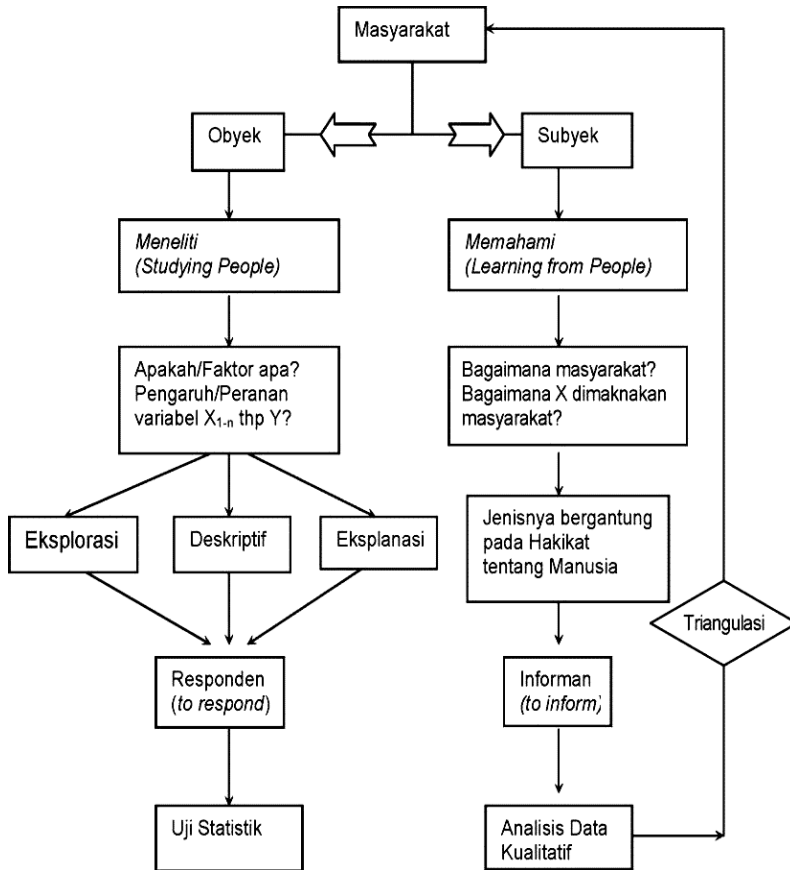 Masyarakat
Obyek
Subyek
Meneliti
(Studying People)
Memahami
(Learning from People)
Apakah/Faktor apa?
Pengaruh/Peranan
variabel X₁₋ₙ thp Y?
Bagaimana masyarakat?
Bagaimana X dimaknakan
masyarakat?
Eksplorasi
Deskriptif
Eksplanasi
Jenisnya bergantung
pada Hakikat
tentang Manusia
Triangulasi
Responden
(to respond)
Informan
(to inform)
Uji Statistik
Analisis Data
Kualitatif